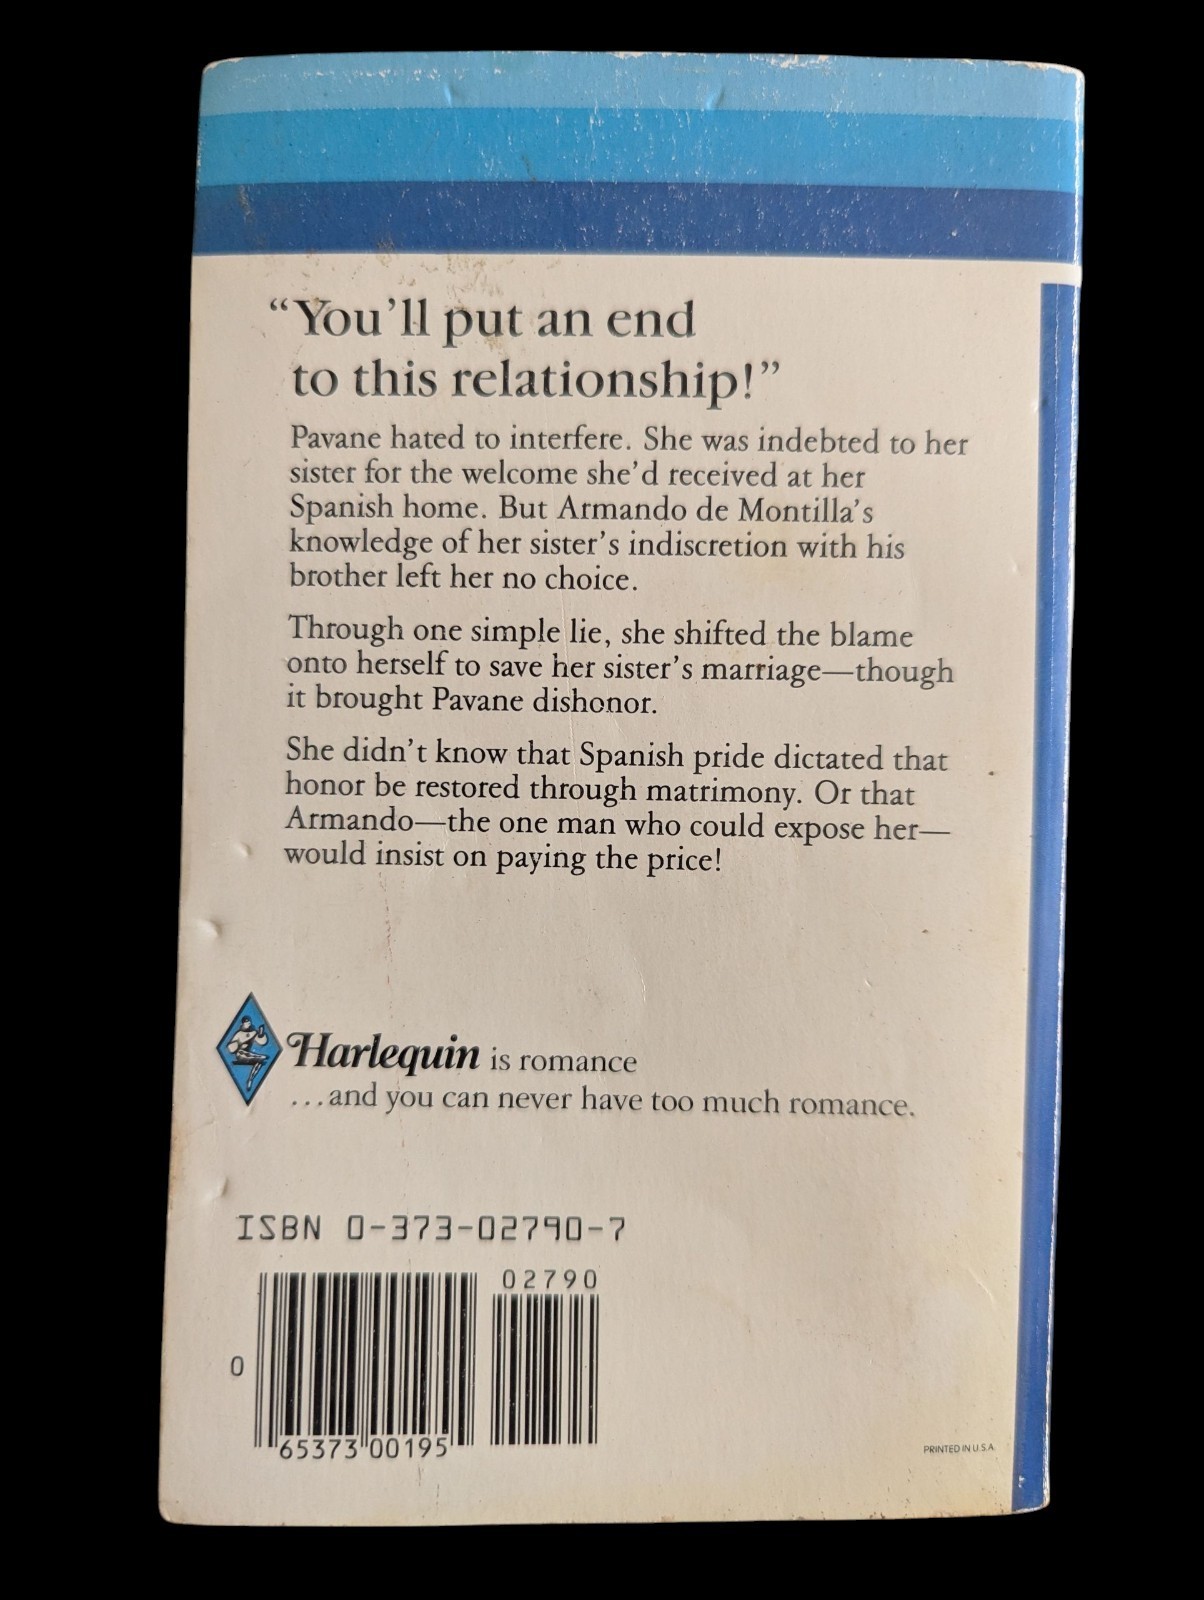 “You’ll put an end
to this relationship!”
Pavane hated to interfere. She was indebted to her
sister for the welcome she’d received at her
Spanish home. But Armando de Montilla’s
knowledge of her sister’s indiscretion with his
brother left her no choice.
Through one simple lie, she shifted the blame
onto herself to save her sister’s marriage—though
it brought Pavane dishonor.
She didn’t know that Spanish pride dictated that
honor be restored through matrimony. Or that
Armando—the one man who could expose her—
would insist on paying the price!
Harlequin is romance
...and you can never have too much romance.
ISBN 0-373-02790-7
02790
0
65373 00195
PRINTED IN U.S.A.